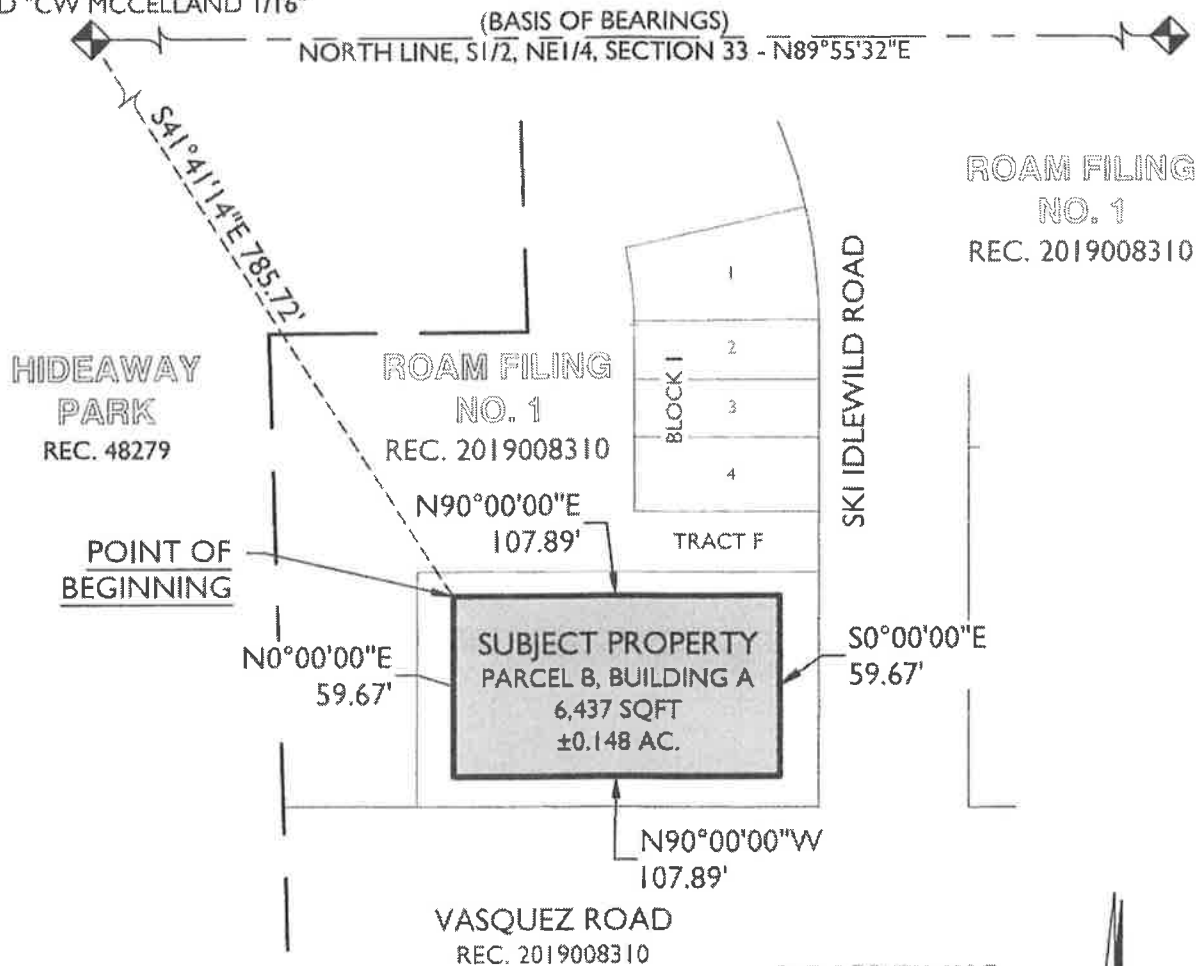 "CW MCCELLAND 1/16"
(BASIS OF BEARINGS)
NORTH LINE, S1/2, NE1/4, SECTION 33 - N89°55'32"E
S41°41'14"E 785.72'
ROAM FILING
NO. 1
REC. 2019008310
HIDEAWAY
PARK
REC. 48279
ROAM FILING
NO. 1
REC. 2019008310
BLOCK 1
1
2
3
4
SKI IDLEWILD ROAD
TRACT F
N90°00'00"E
107.89'
POINT OF
BEGINNING
N0°00'00"E
59.67'
SUBJECT PROPERTY
PARCEL B, BUILDING A
6,437 SQFT
±0.148 AC.
S0°00'00"E
59.67'
N90°00'00"W
107.89'
VASQUEZ ROAD
REC. 2019008310